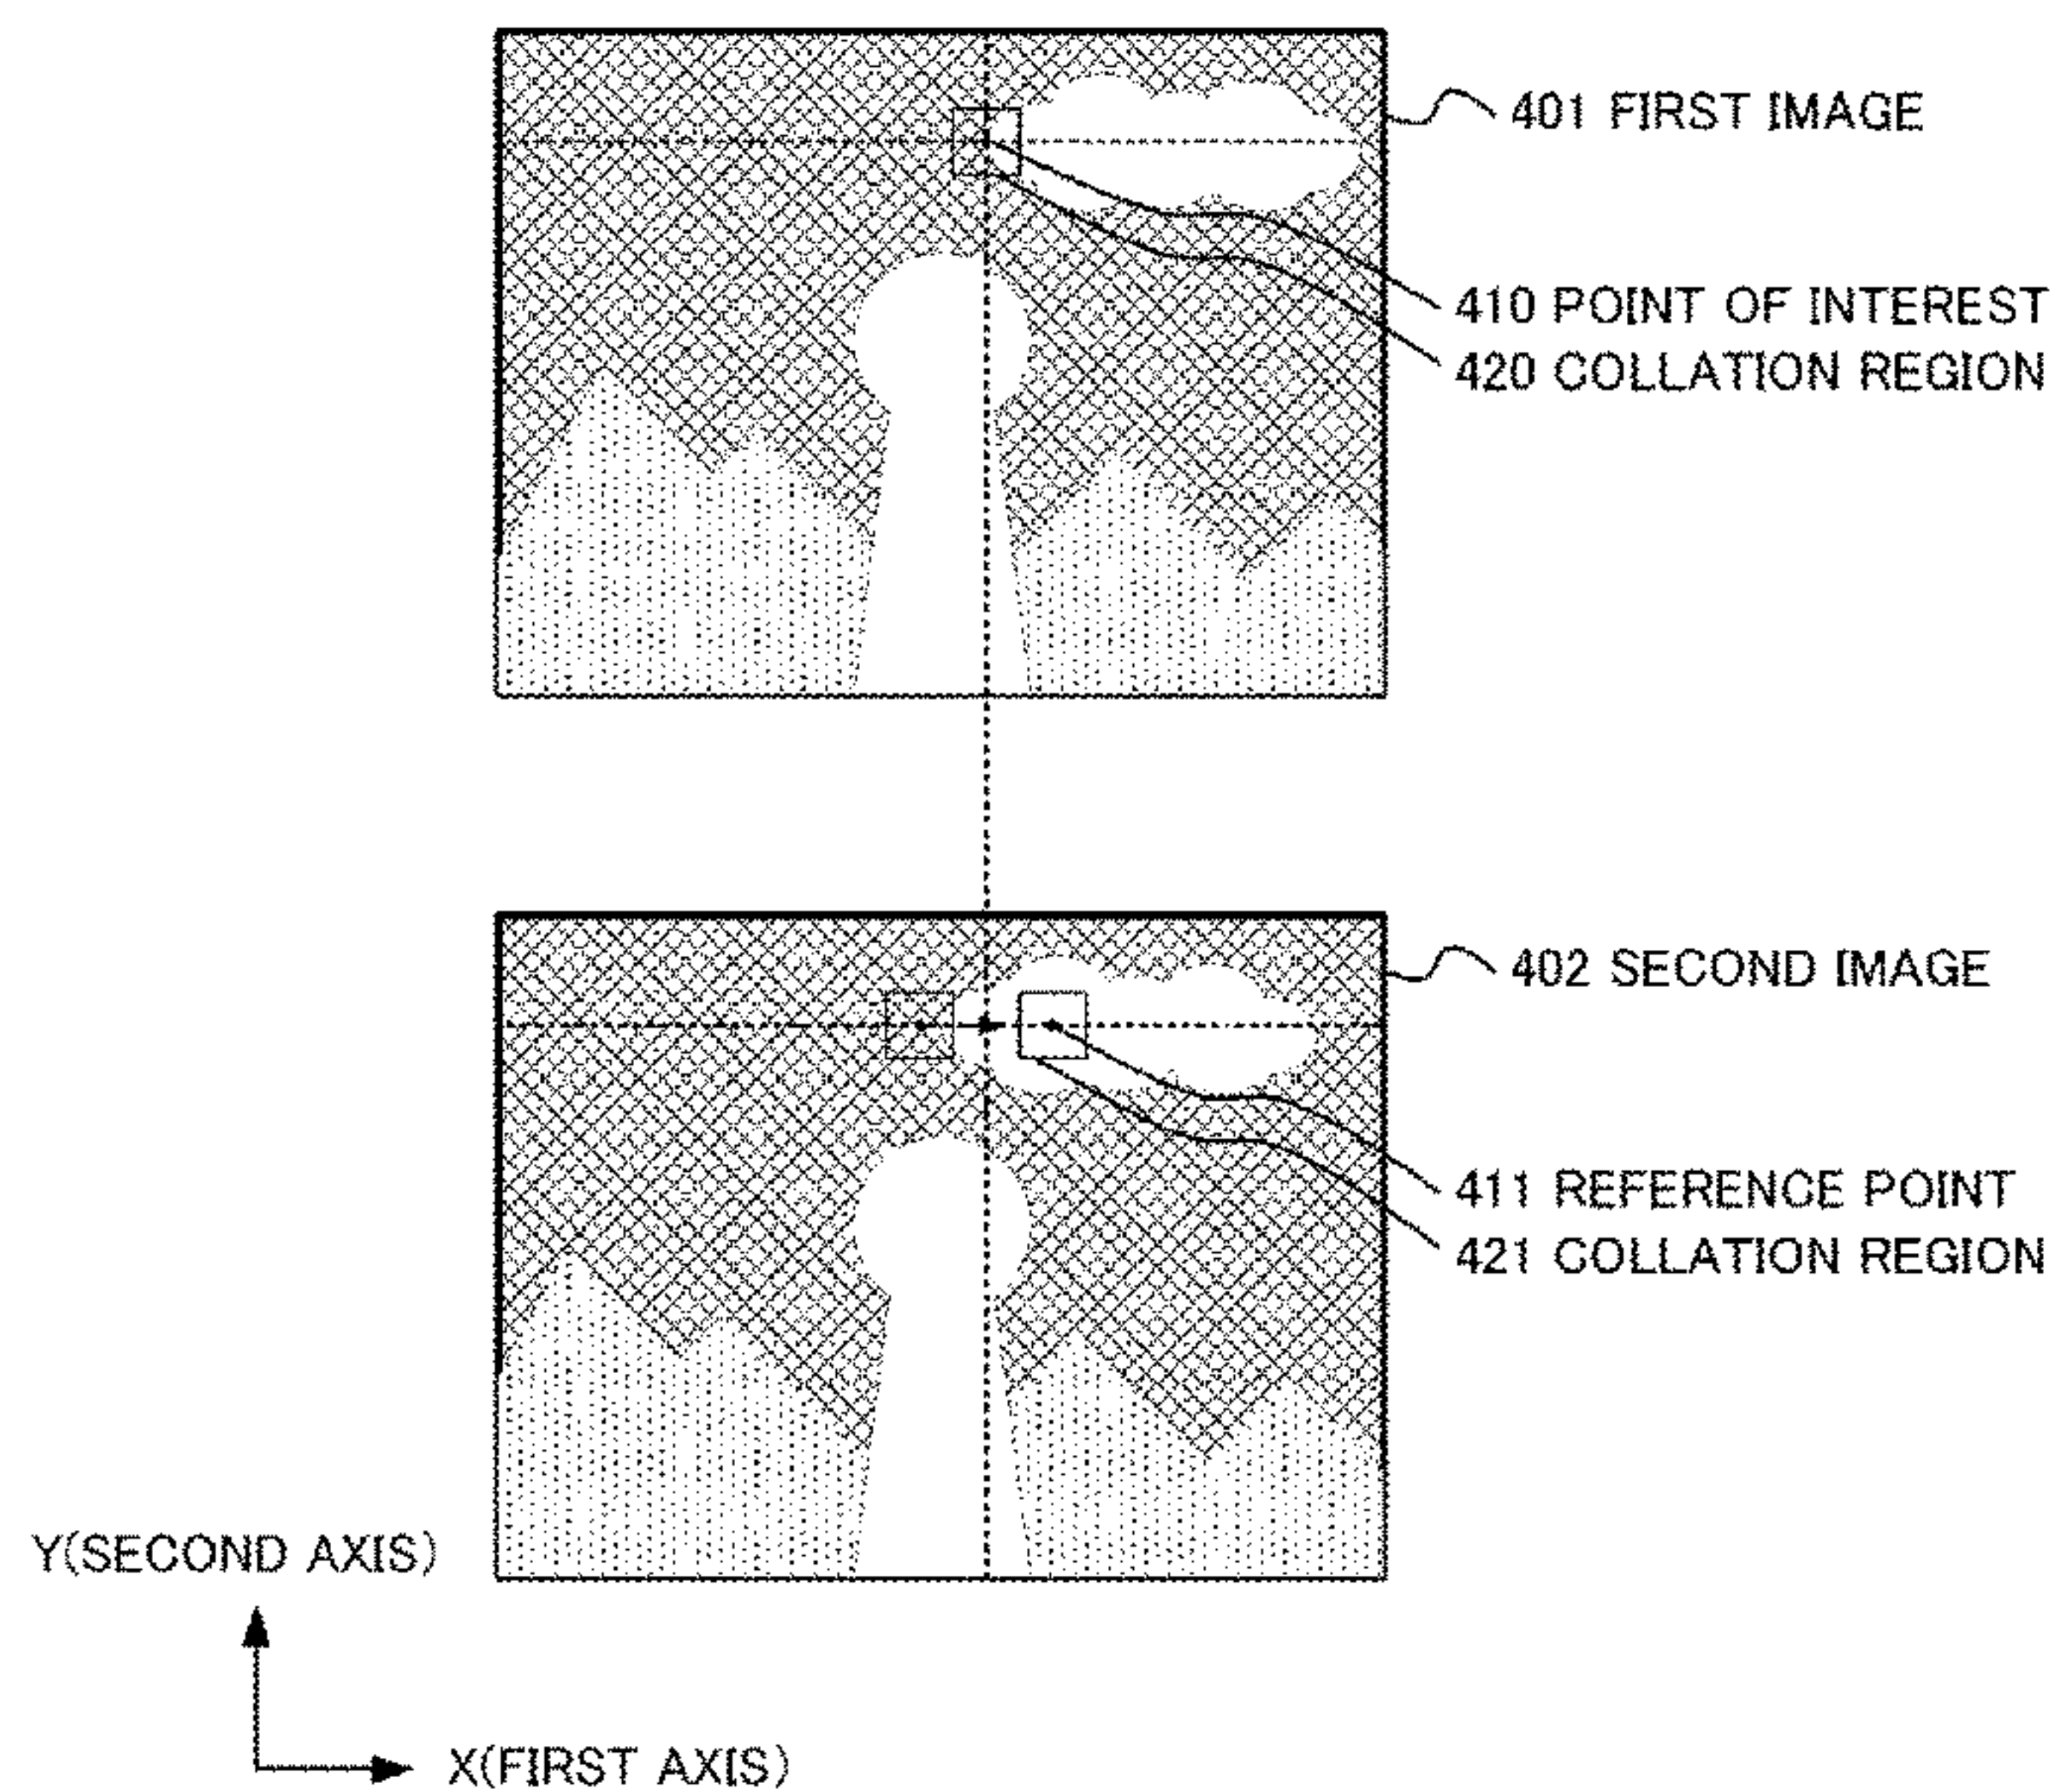 401 FIRST IMAGE
410 POINT OF INTEREST
420 COLLATION REGION
402 SECOND IMAGE
411 REFERENCE POINT
421 COLLATION REGION
Y(SECOND AXIS)
X(FIRST AXIS)